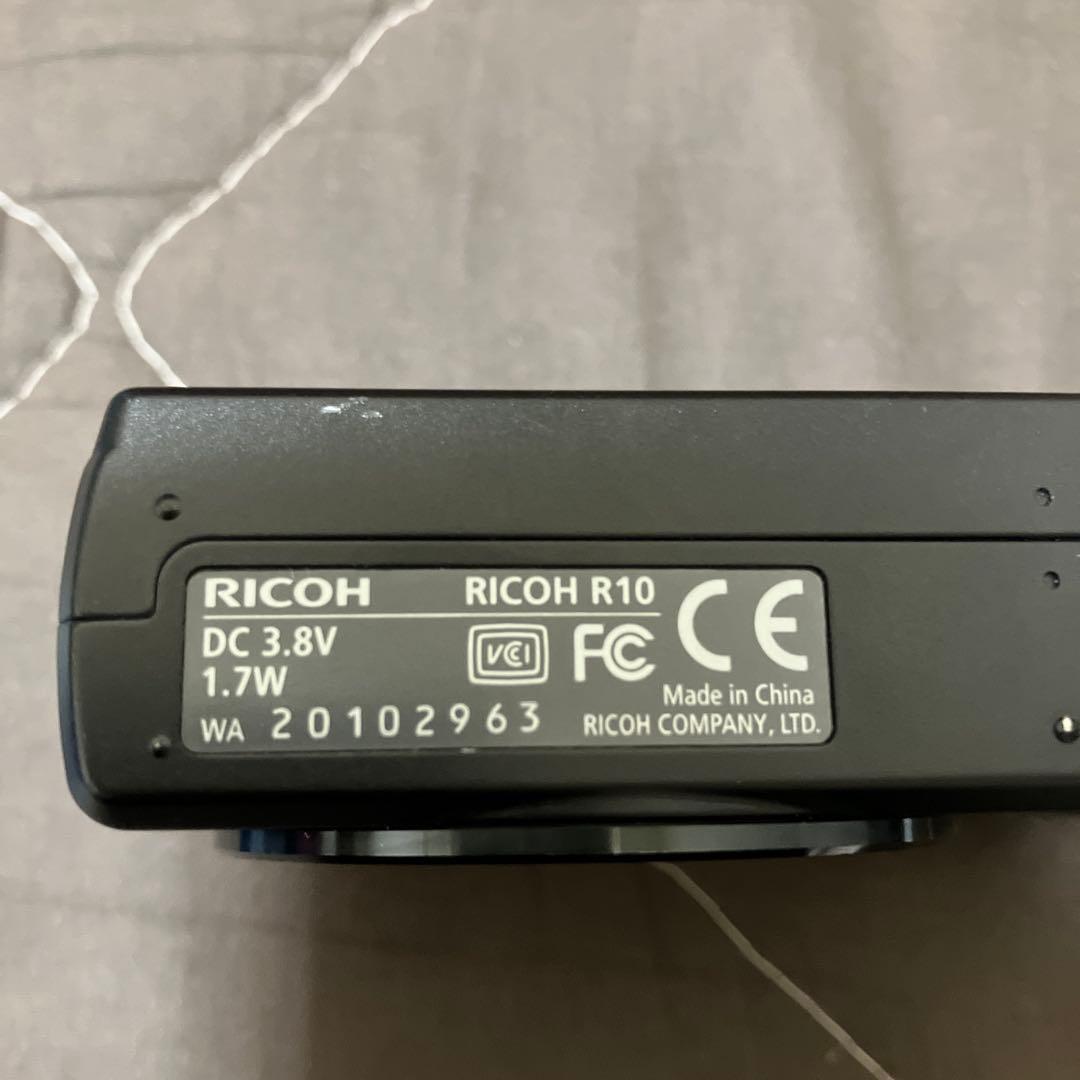 RICOH RICOH R10
DC 3.8V
1.7W
VCI FC CE
Made in China
WA 20102963 RICOH COMPANY, LTD.